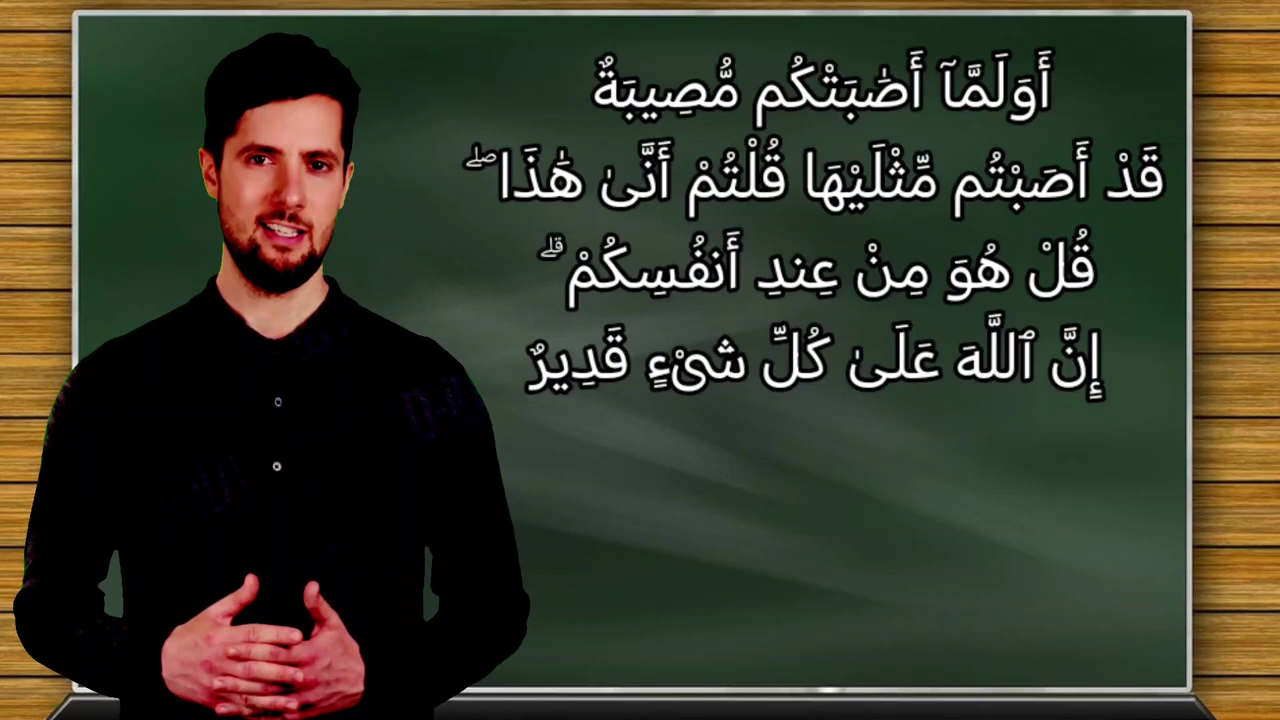 أَوَلَمَّآ أَصَٰبَتْكُم مُّصِيبَةٌ
قَدْ أَصَبْتُم مِّثْلَيْهَا قُلْتُمْ أَنَّىٰ هَٰذَا ۖ
قُلْ هُوَ مِنْ عِندِ أَنفُسِكُمْ ۗ
إِنَّ ٱللَّهَ عَلَىٰ كُلِّ شَىْءٍ قَدِيرٌ